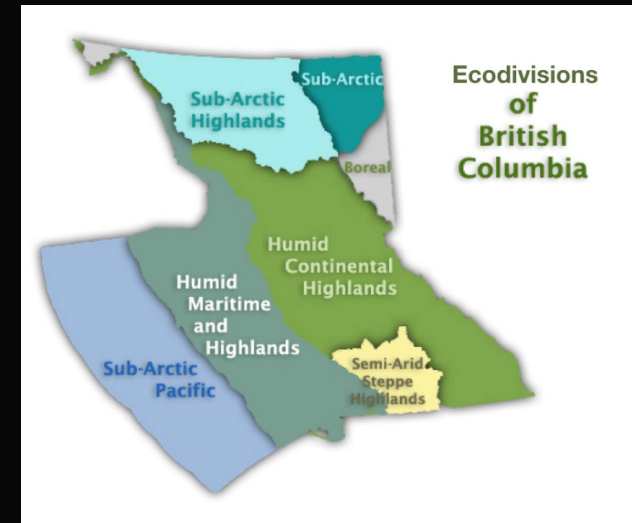 Ecodivisions
of
British
Columbia
Sub-Arctic
Highlands
Sub-Arctic
Boreal
Humid
Continental
Highlands
Humid
Maritime
and
Highlands
Sub-Arctic
Pacific
Semi-Arid
Steppe
Highlands